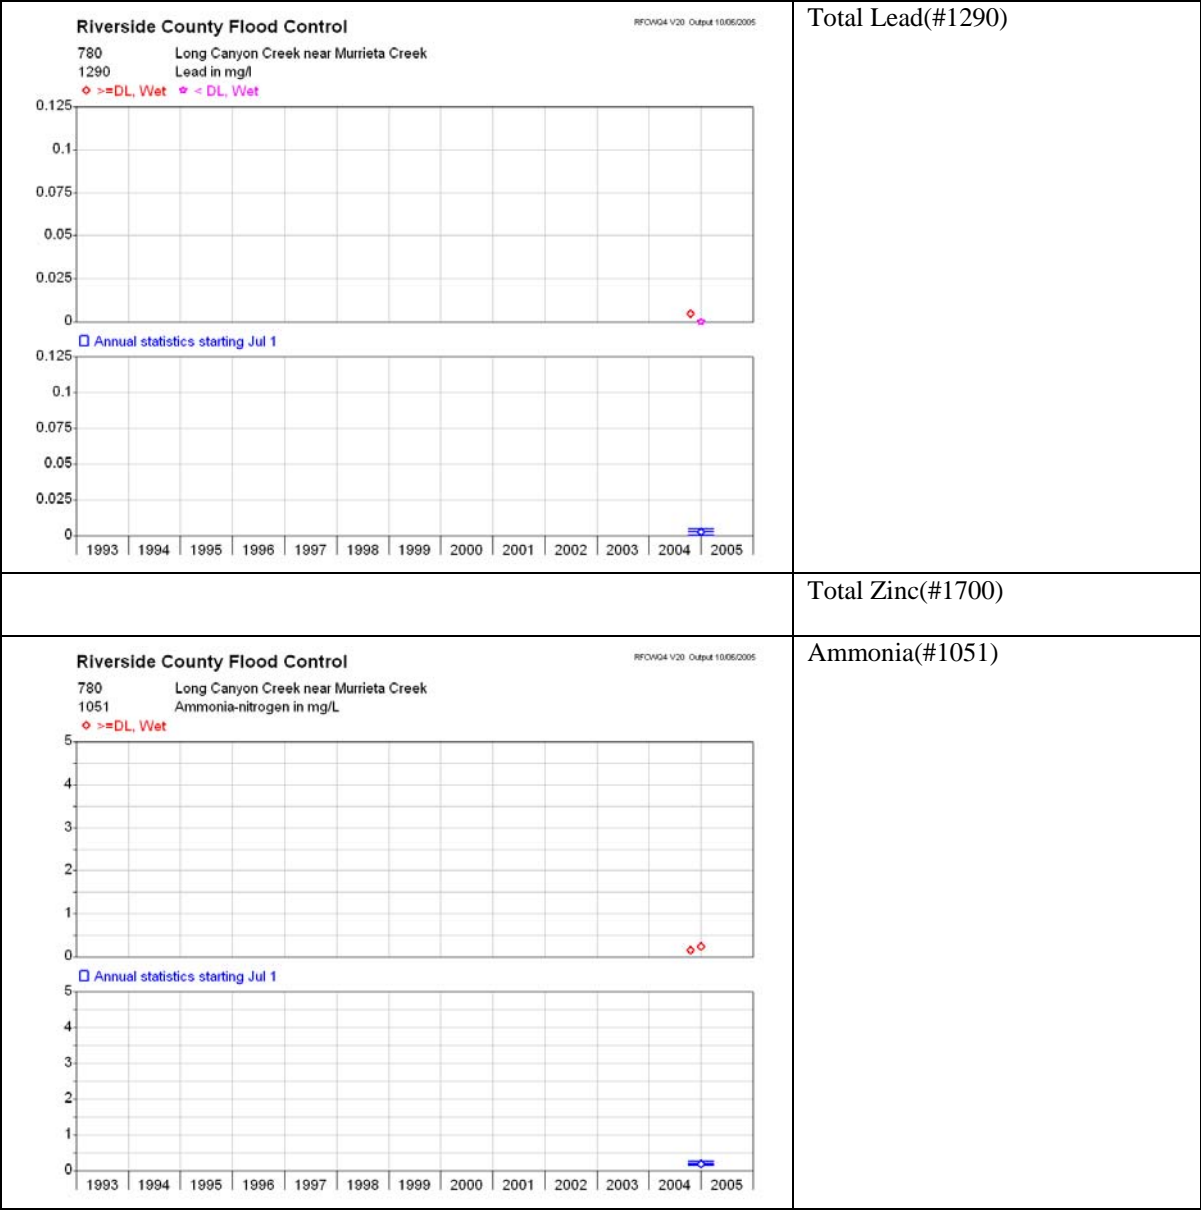 Riverside County Flood Control
RFCWQ4 V20 Output 10/06/2005
780 Long Canyon Creek near Murrieta Creek
1290 Lead in mg/l
>=DL, Wet < DL, Wet
0.125
0.1
0.075
0.05
0.025
0
Annual statistics starting Jul 1
0.125
0.1
0.075
0.05
0.025
0
1993 1994 1995 1996 1997 1998 1999 2000 2001 2002 2003 2004 2005
Total Lead(#1290)
Total Zinc(#1700)
Riverside County Flood Control
RFCWQ4 V20 Output 10/06/2005
780 Long Canyon Creek near Murrieta Creek
1051 Ammonia-nitrogen in mg/L
>=DL, Wet
5
4
3
2
1
0
Annual statistics starting Jul 1
5
4
3
2
1
0
1993 1994 1995 1996 1997 1998 1999 2000 2001 2002 2003 2004 2005
Ammonia(#1051)